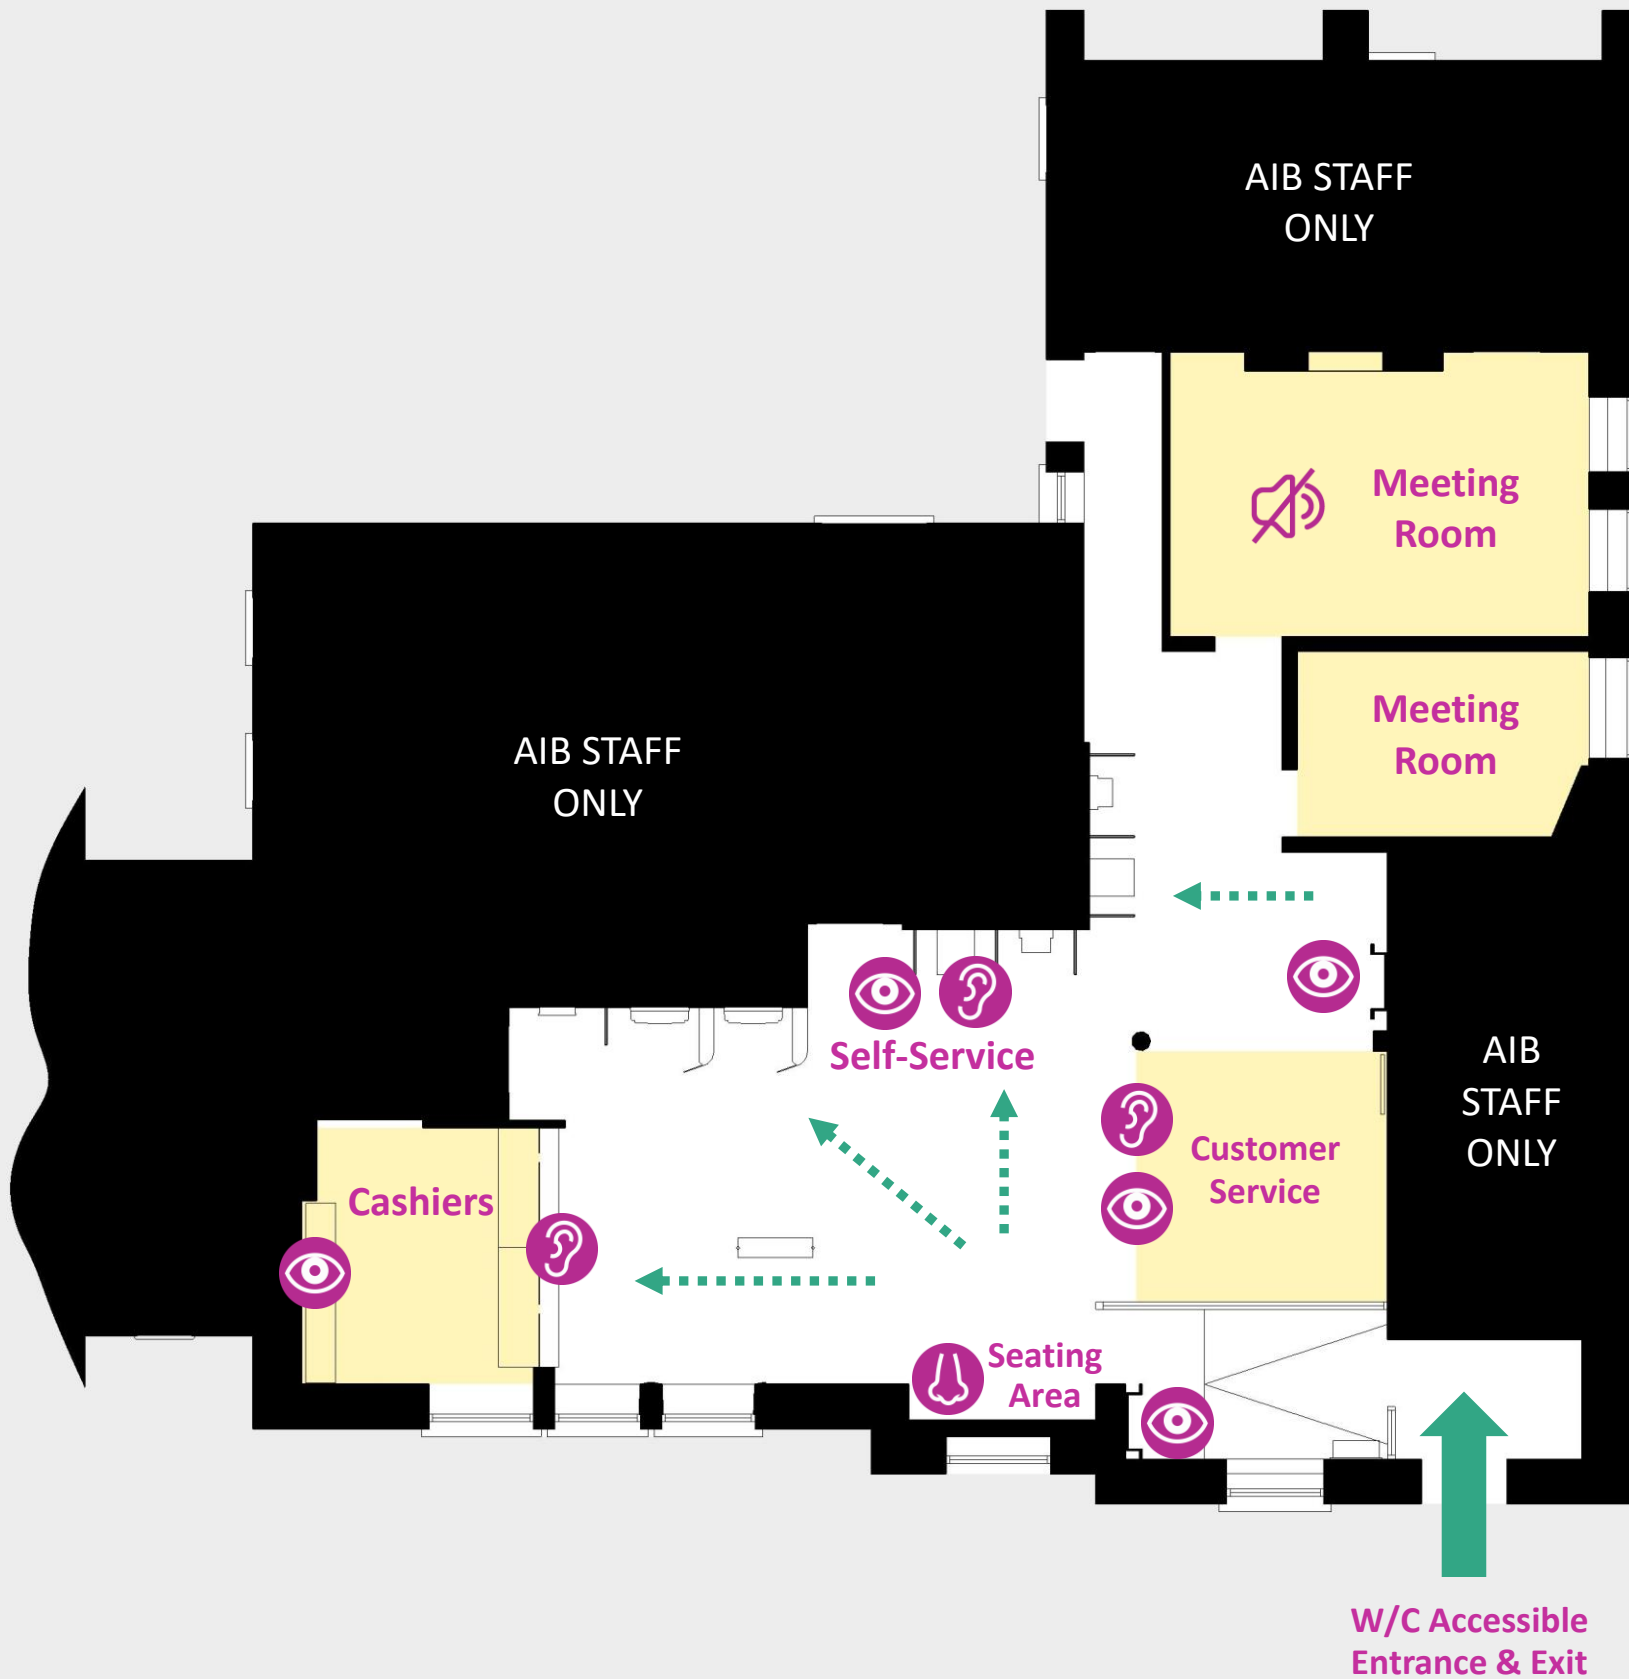 AIB STAFF
ONLY
Meeting
Room
Meeting
Room
AIB STAFF
ONLY
Self-Service
AIB
STAFF
ONLY
Customer
Service
Cashiers
Seating
Area
W/C Accessible
Entrance & Exit